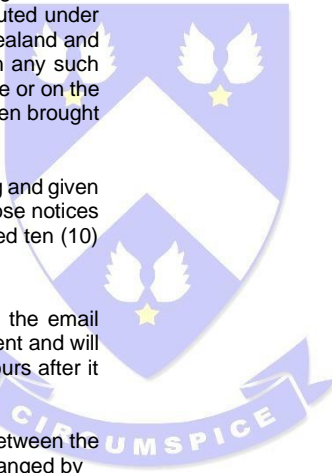 uted under
ealand and
n any such
e or on the
en brought
g and given
ose notices
ed ten (10)
the email
ent and will
ours after it
etween the
anged by
CIRCUMSPICE